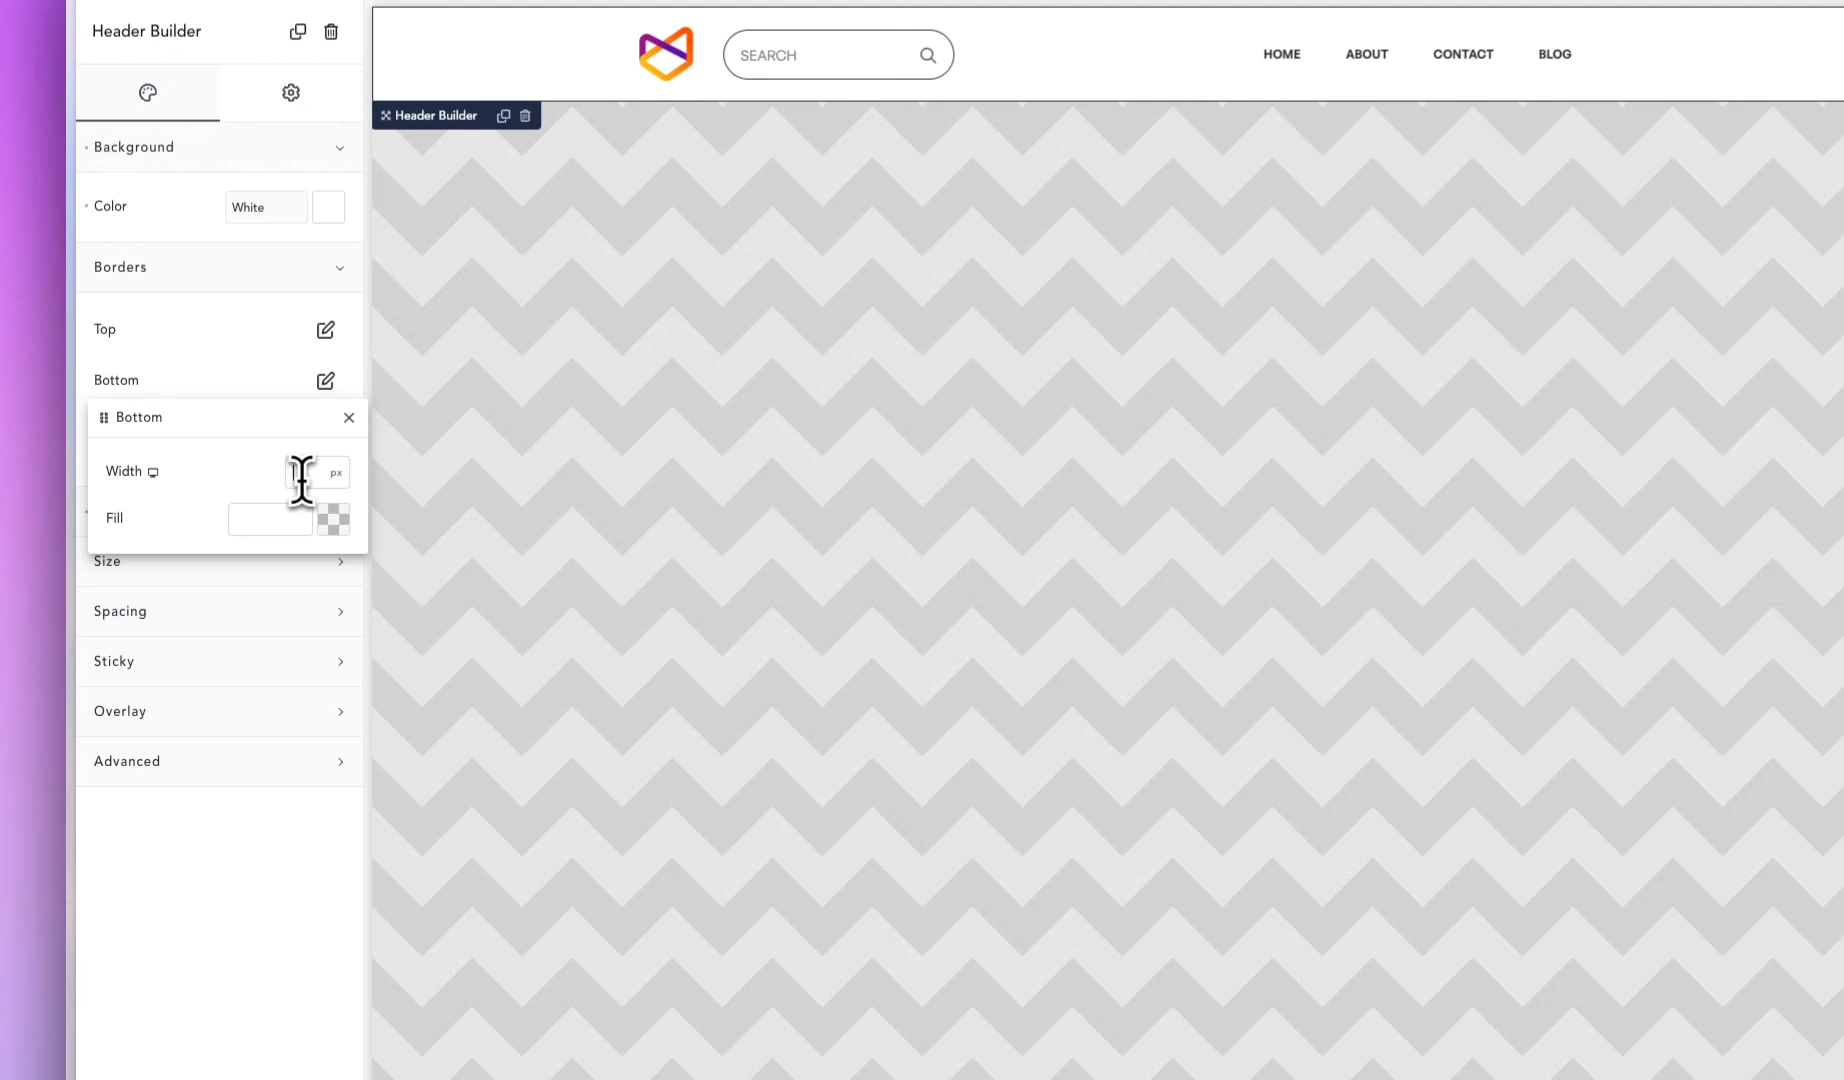 Header Builder
SEARCH
HOME ABOUT CONTACT BLOG
Header Builder
Background
Color White
Borders
Top
Bottom
Bottom
Width px
Fill
Size
Spacing
Sticky
Overlay
Advanced